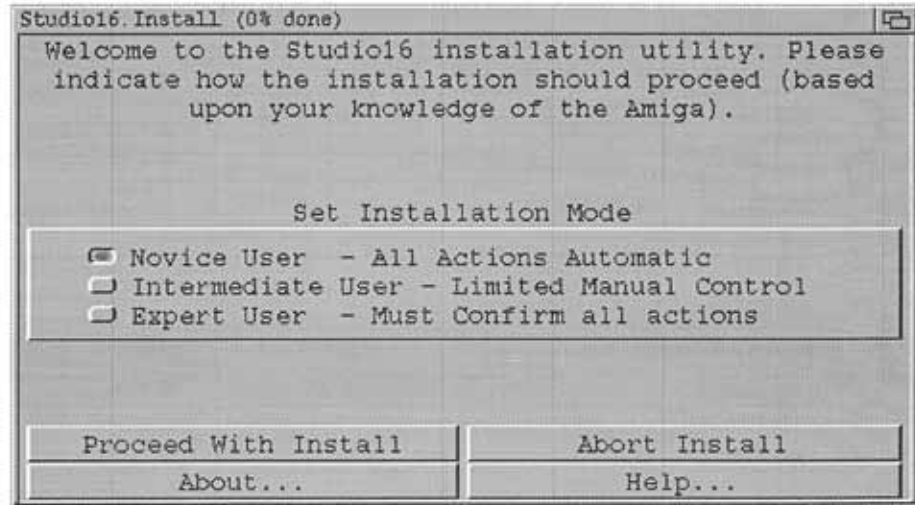 Studio16.Install (0% done)
Welcome to the Studio16 installation utility. Please
indicate how the installation should proceed (based
upon your knowledge of the Amiga).
Set Installation Mode
Novice User - All Actions Automatic
Intermediate User - Limited Manual Control
Expert User - Must Confirm all actions
Proceed With Install
Abort Install
About...
Help...